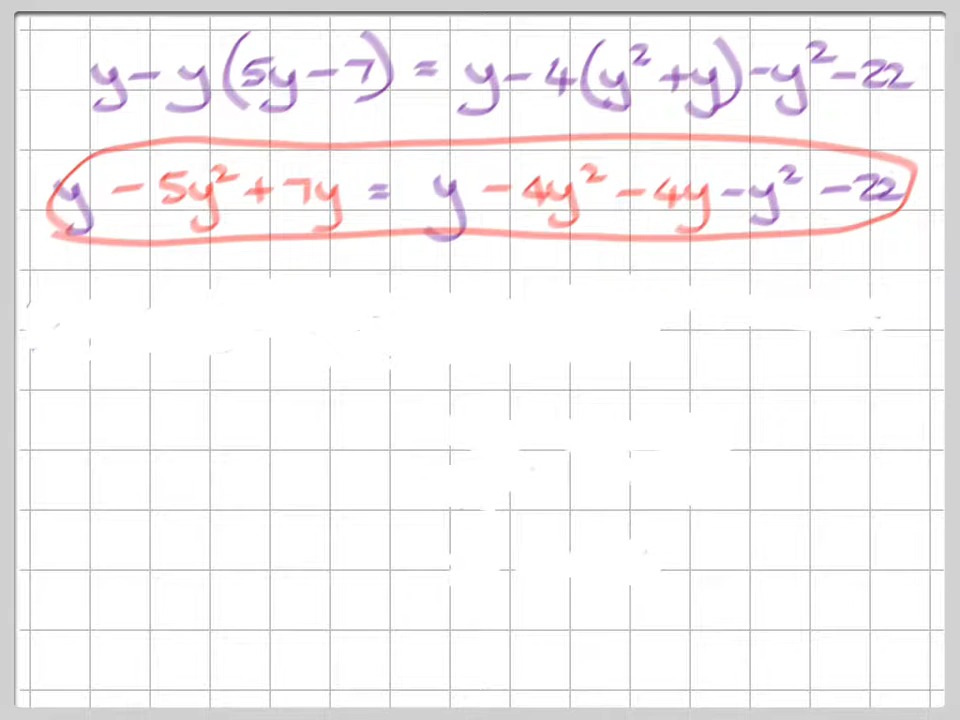 y - y(5y - 7) = y - 4(y² + y) - y² - 22
y - 5y² + 7y = y - 4y² - 4y - y² - 22